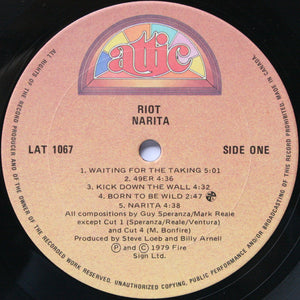 attic
RIOT
NARITA
LAT 1067
SIDE ONE
1. WAITING FOR THE TAKING 5:01
2. 49ER 4:36
3. KICK DOWN THE WALL 4:32
4. BORN TO BE WILD 2:47
5. NARITA 4:38
All compositions by Guy Speranza/Mark Reale
except Cut 1 (Speranza/Reale/Ventura)
and Cut 4 (M. Bonfire)
Produced by Steve Loeb and Billy Arnell
℗ and © 1979 Fire
Sign Ltd.
ALL RIGHTS OF THE RECORD PRODUCER AND OF THE OWNER OF THE RECORDED WORK RESERVED. UNAUTHORIZED COPYING, PUBLIC PERFORMANCE AND/OR BROADCASTING OF THIS RECORD PROHIBITED. MADE IN CANADA.